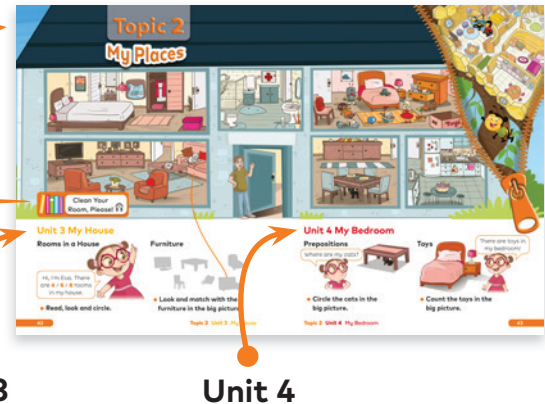 Topic 2
My Places
Clean Your
Room, Please!
Unit 3 My House
Rooms in a House
Hi, I'm Eva. There
are 4 / 6 / 8 rooms
in my house.
Read, look and circle.
Furniture
Look and match with the
furniture in the big picture.
62
Topic 2 Unit 3 My House
Unit 4 My Bedroom
Prepositions
Where are my cats?
Circle the cats in the
big picture.
Toys
There are toys in
my bedroom!
Count the toys in the
big picture.
Topic 2 Unit 4 My Bedroom
63
3
Unit 4